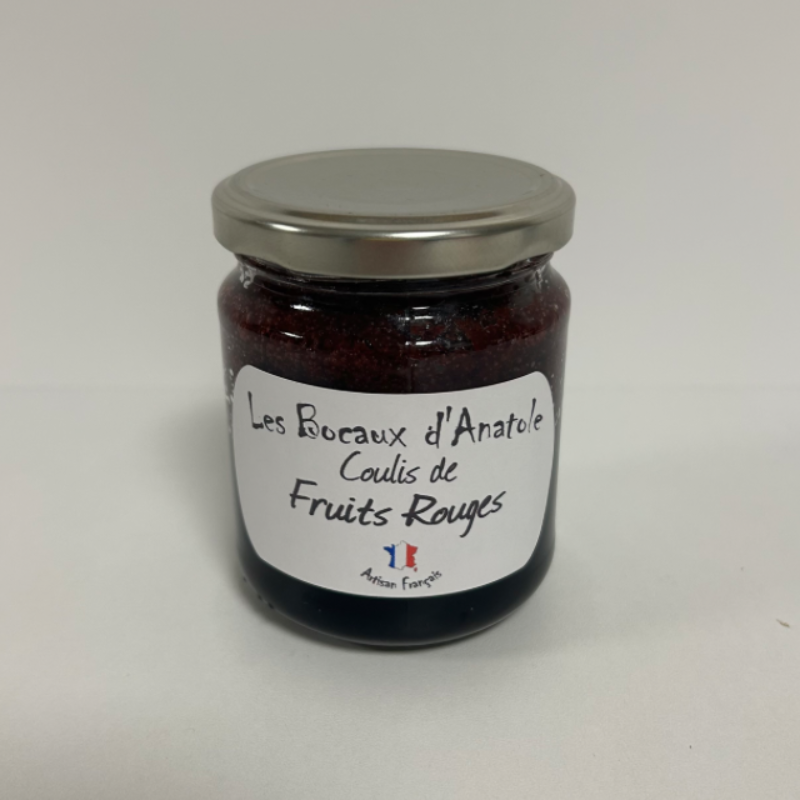 Les Bocaux d'Anatole
Coulis de
Fruits Rouges
Artisan Français